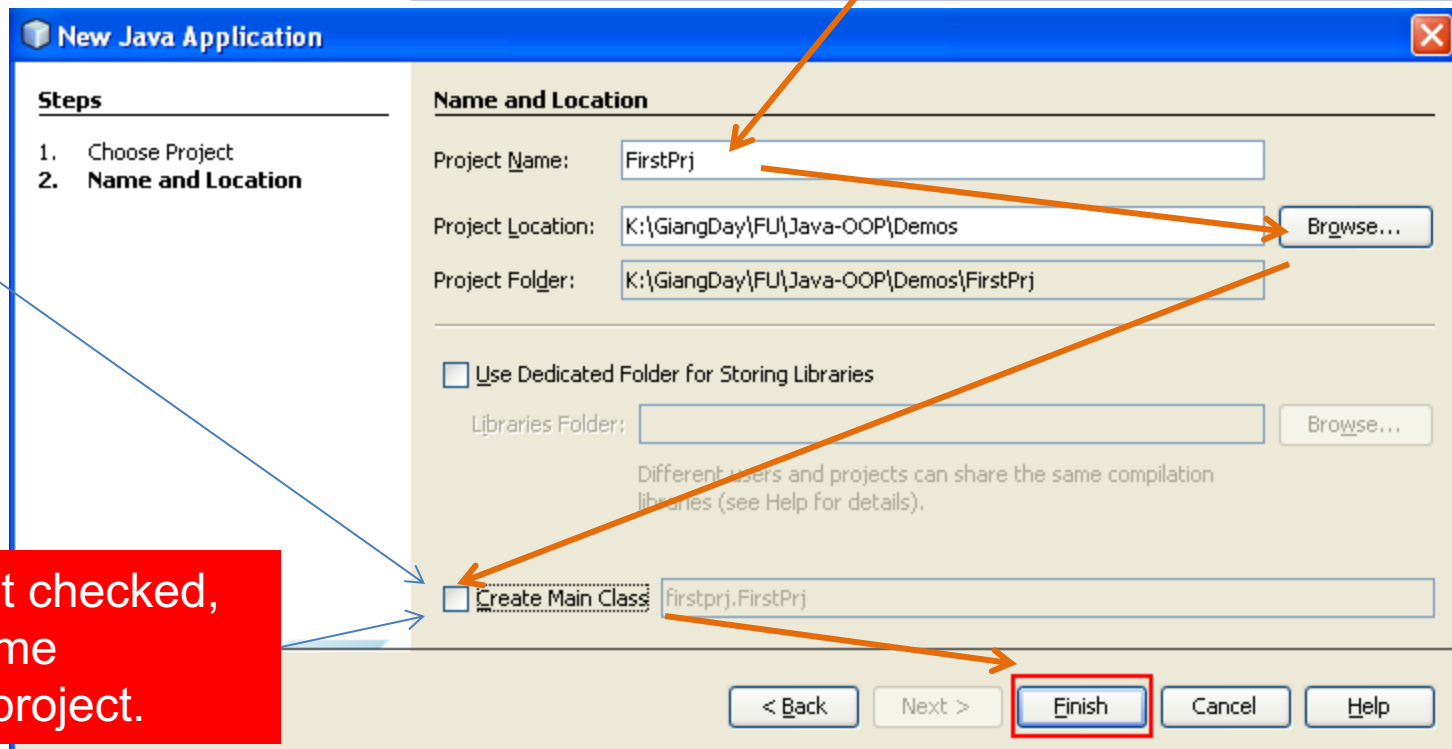 New Java Application
Steps
1. Choose Project
2. Name and Location
Name and Location
Project Name: FirstPrj
Project Location: K:\GiangDay\FU\Java-OOP\Demos Browse...
Project Folder: K:\GiangDay\FU\Java-OOP\Demos\FirstPrj
Use Dedicated Folder for Storing Libraries
Libraries Folder: Browse...
Different users and projects can share the same compilation
libraries (see Help for details).
Create Main Class firstprj.FirstPrj
t checked,
me
project.
< Back Next > Finish Cancel Help